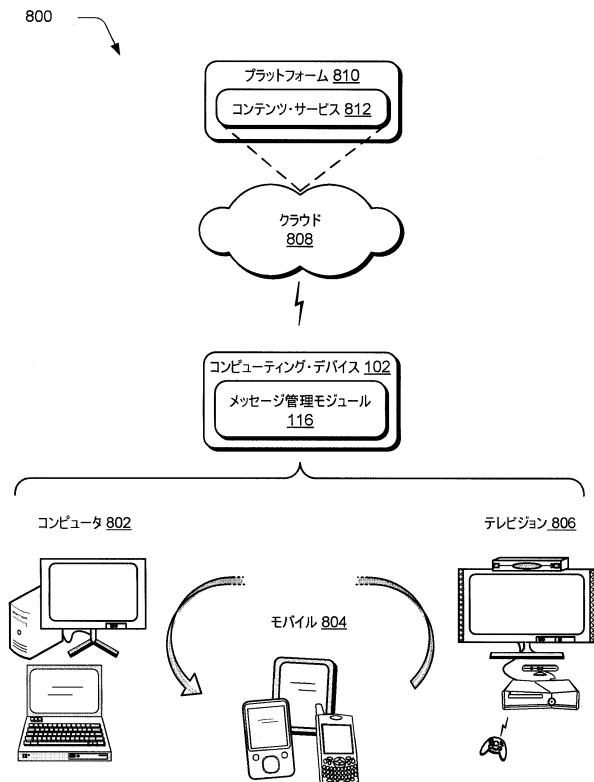 800
プラットフォーム 810
コンテンツ・サービス 812
クラウド
808
コンピューティング・デバイス 102
メッセージ管理モジュール
116
コンピュータ 802
テレビジョン 806
モバイル 804